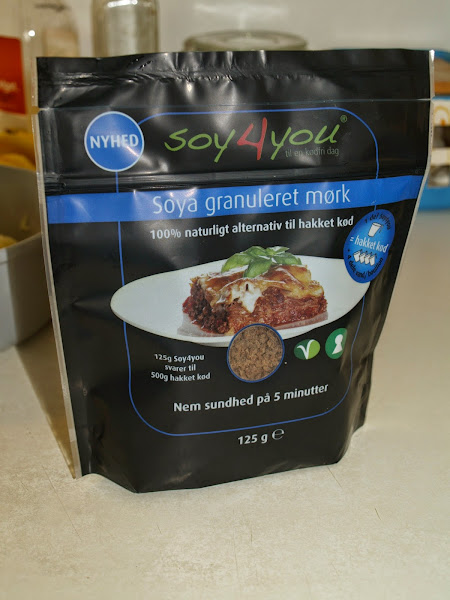 NYHED
soy4you®
til en kødfri dag
Soya granuleret mørk
100% naturligt alternativ til hakket kød
= hakket kød
125g Soy4you
svarer til
500g hakket kød
Nem sundhed på 5 minutter
125 g ℮